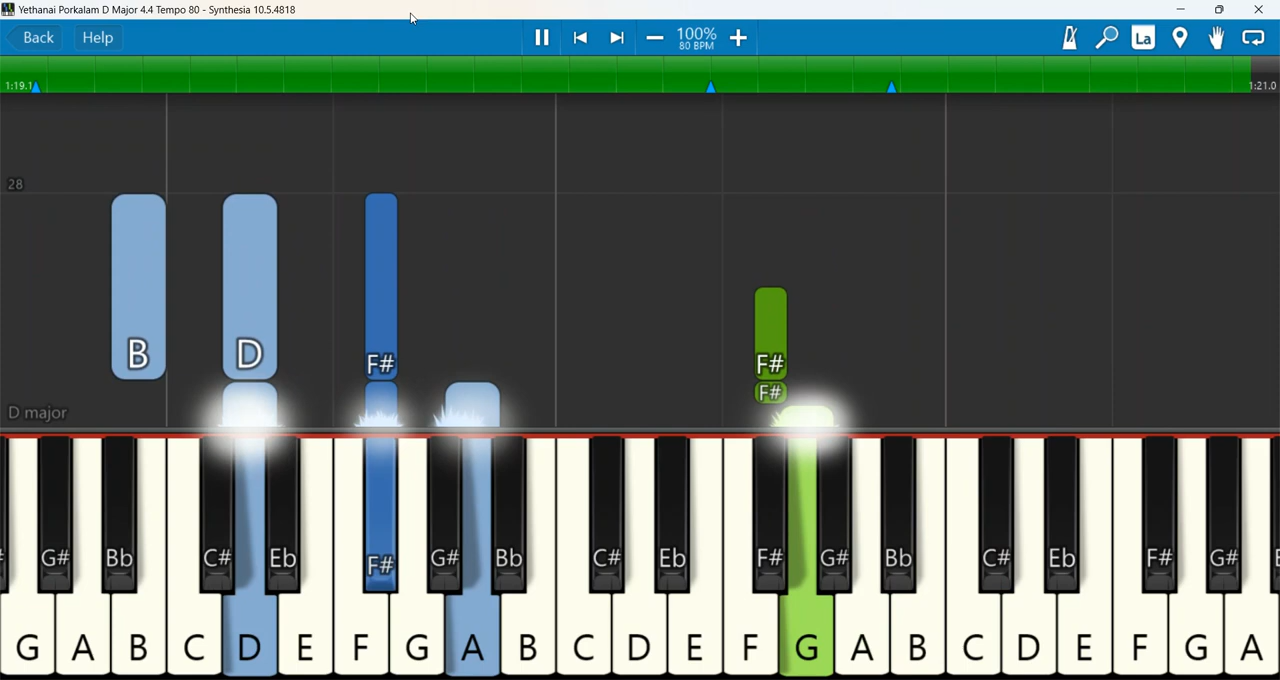 Yethanai Porkalam D Major 4.4 Tempo 80 - Synthesia 10.5.4818
Back Help 100% La
80 BPM
1:19.1 1:21.0
28
B D F# F#
F#
D major
G# Bb C# Eb F# G# Bb C# Eb F# G# Bb C# Eb F# G#
G A B C D E F G A B C D E F G A B C D E F G A